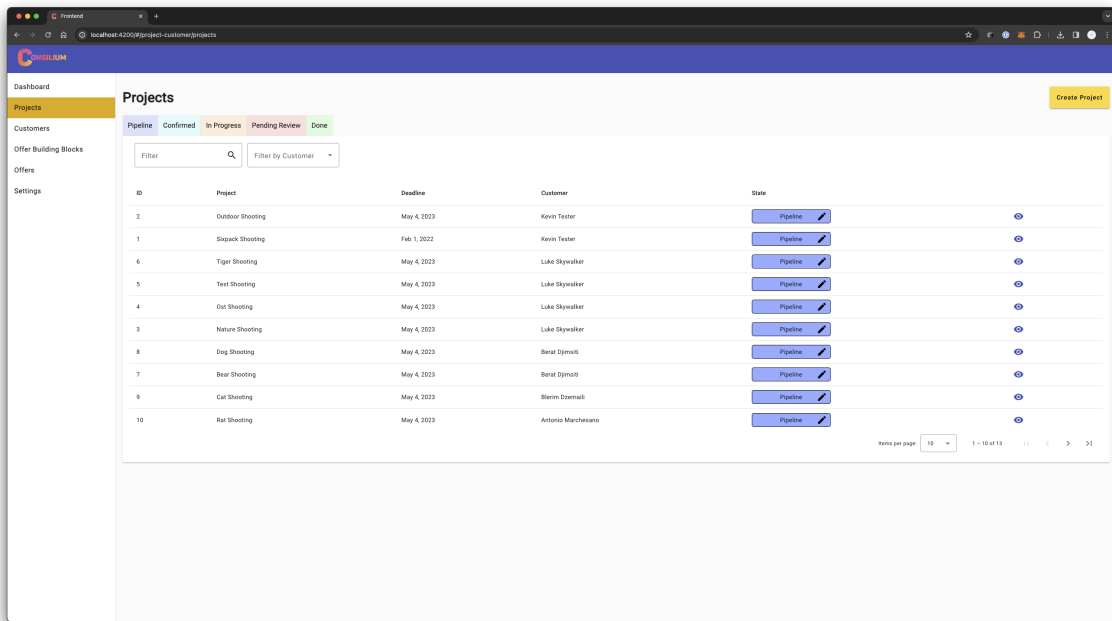 Frontend
localhost:4200/#/project-customer/projects
CONSILIUM
Dashboard
Projects
Customers
Offer Building Blocks
Offers
Settings
Projects
Create Project
Pipeline Confirmed In Progress Pending Review Done
Filter Filter by Customer
ID Project Deadline Customer State
2 Outdoor Shooting May 4, 2023 Kevin Tester Pipeline
1 Sixpack Shooting Feb 1, 2022 Kevin Tester Pipeline
6 Tiger Shooting May 4, 2023 Luke Skywalker Pipeline
5 Test Shooting May 4, 2023 Luke Skywalker Pipeline
4 Ost Shooting May 4, 2023 Luke Skywalker Pipeline
3 Nature Shooting May 4, 2023 Luke Skywalker Pipeline
8 Dog Shooting May 4, 2023 Berat Djimsiti Pipeline
7 Bear Shooting May 4, 2023 Berat Djimsiti Pipeline
9 Cat Shooting May 4, 2023 Blerim Dzemaili Pipeline
10 Rat Shooting May 4, 2023 Antonio Marchesano Pipeline
Items per page: 10 1 – 10 of 13